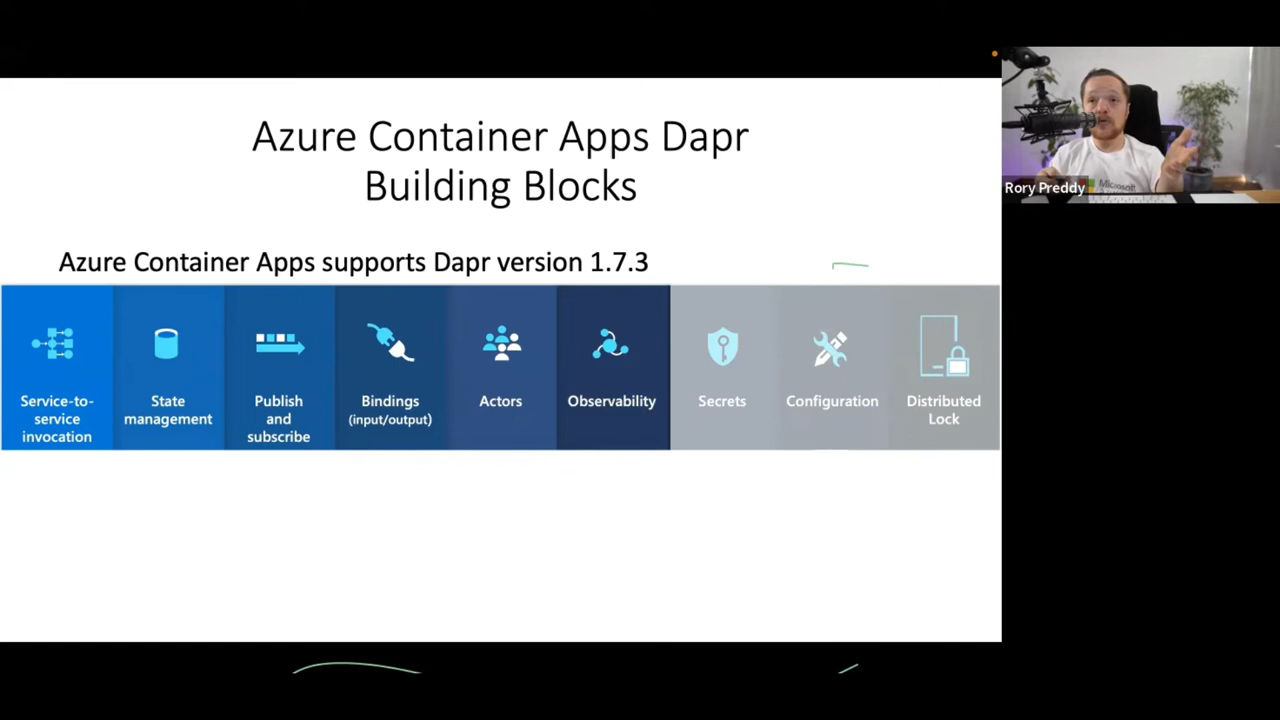 Azure Container Apps Dapr
Building Blocks
Azure Container Apps supports Dapr version 1.7.3
Service-to-
service
invocation
State
management
Publish
and
subscribe
Bindings
(input/output)
Actors
Observability
Secrets
Configuration
Distributed
Lock
Rory Preddy
Microsoft